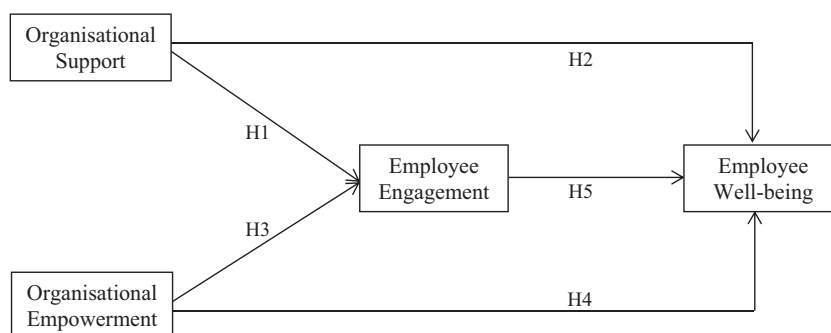 Organisational
Support
H2
H1
Employee
Engagement
Employee
Well-being
H5
H3
Organisational
Empowerment
H4